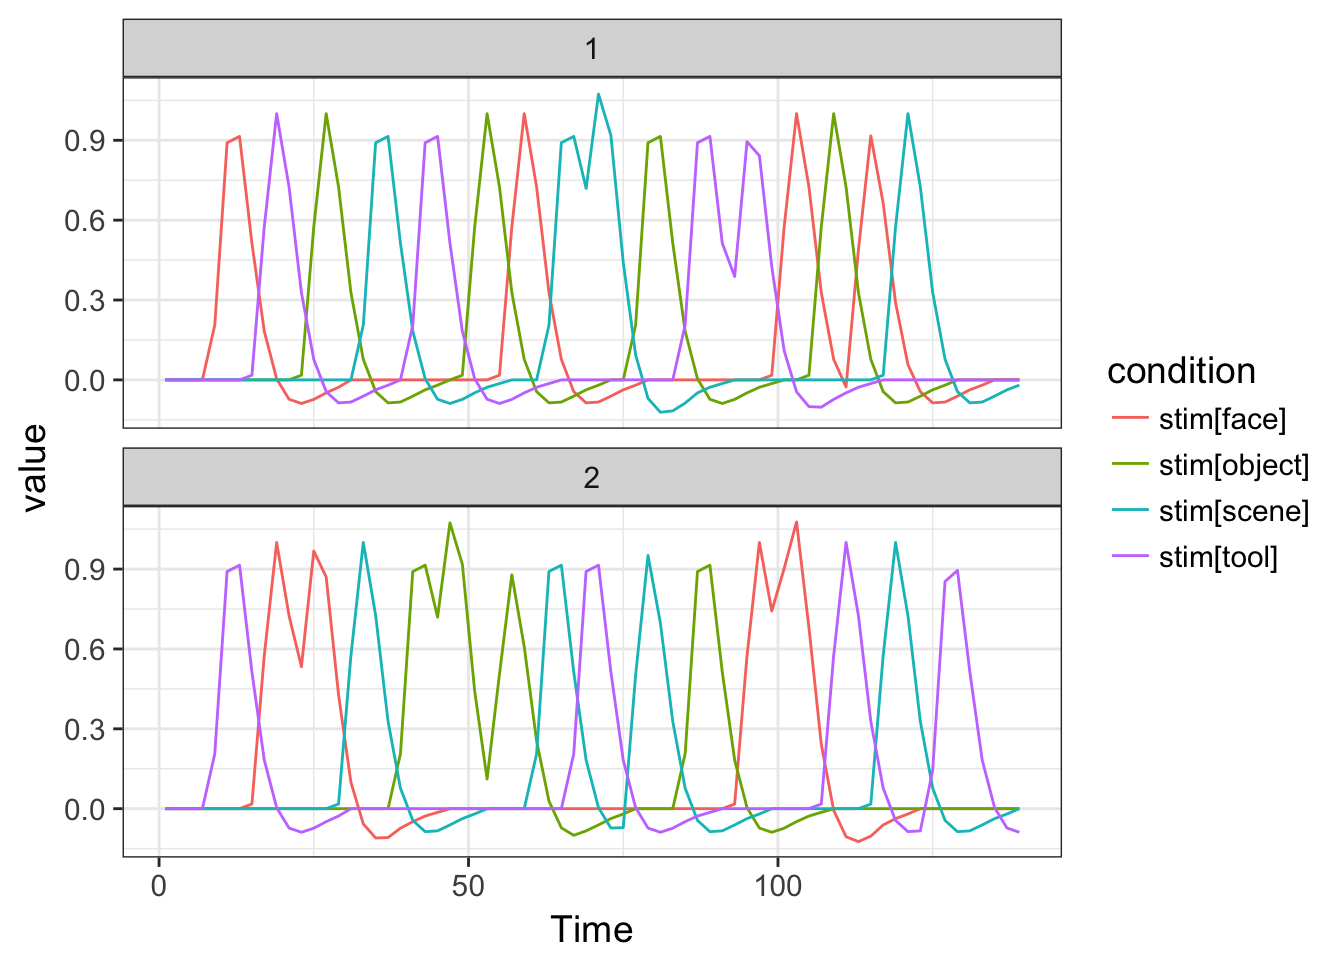 1
0.9
0.6
0.3
0.0
2
0.9
0.6
0.3
0.0
0 50 100
Time
value
condition
stim[face]
stim[object]
stim[scene]
stim[tool]